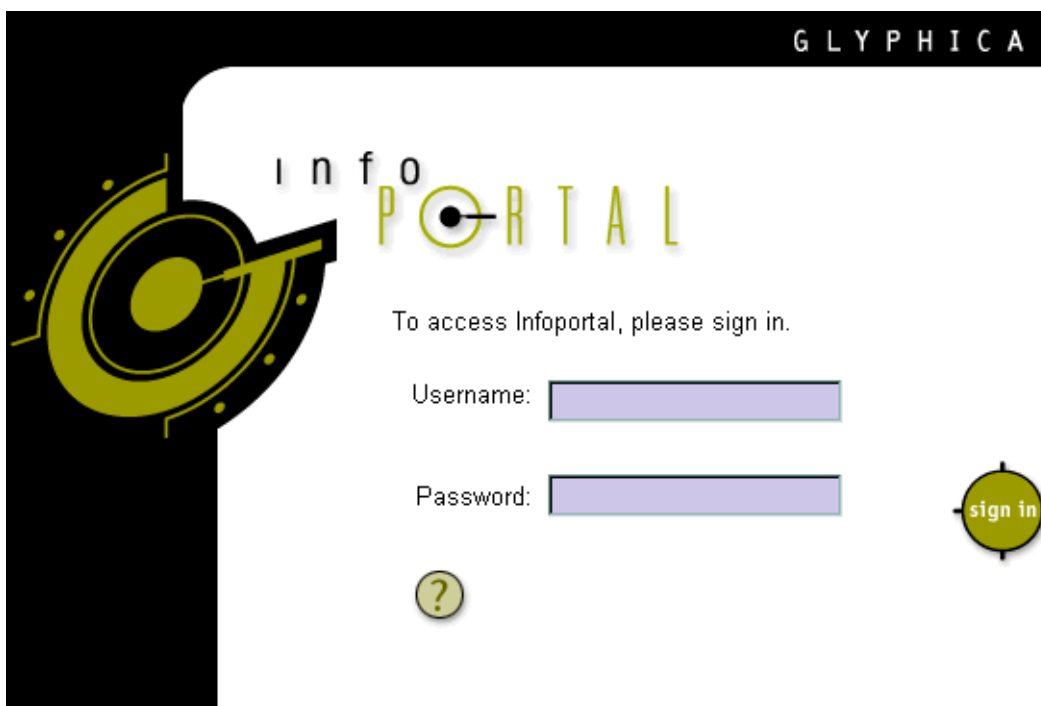 GLYPHICA
info
PORTAL
To access Infoportal, please sign in.
Username:
Password:
sign in
?